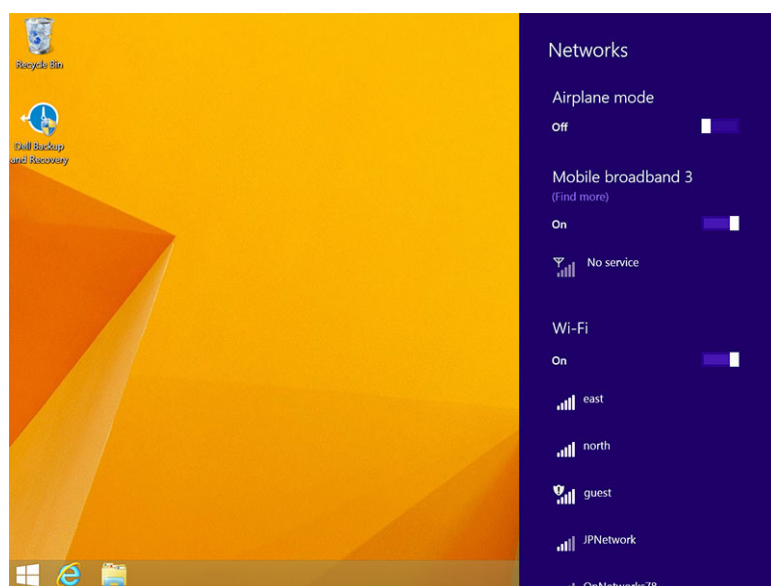 Recycle Bin
Dell Backup
and Recovery
Networks
Airplane mode
Off
Mobile broadband 3
(Find more)
On
No service
Wi-Fi
On
east
north
guest
JPNetwork
OnNetworks78